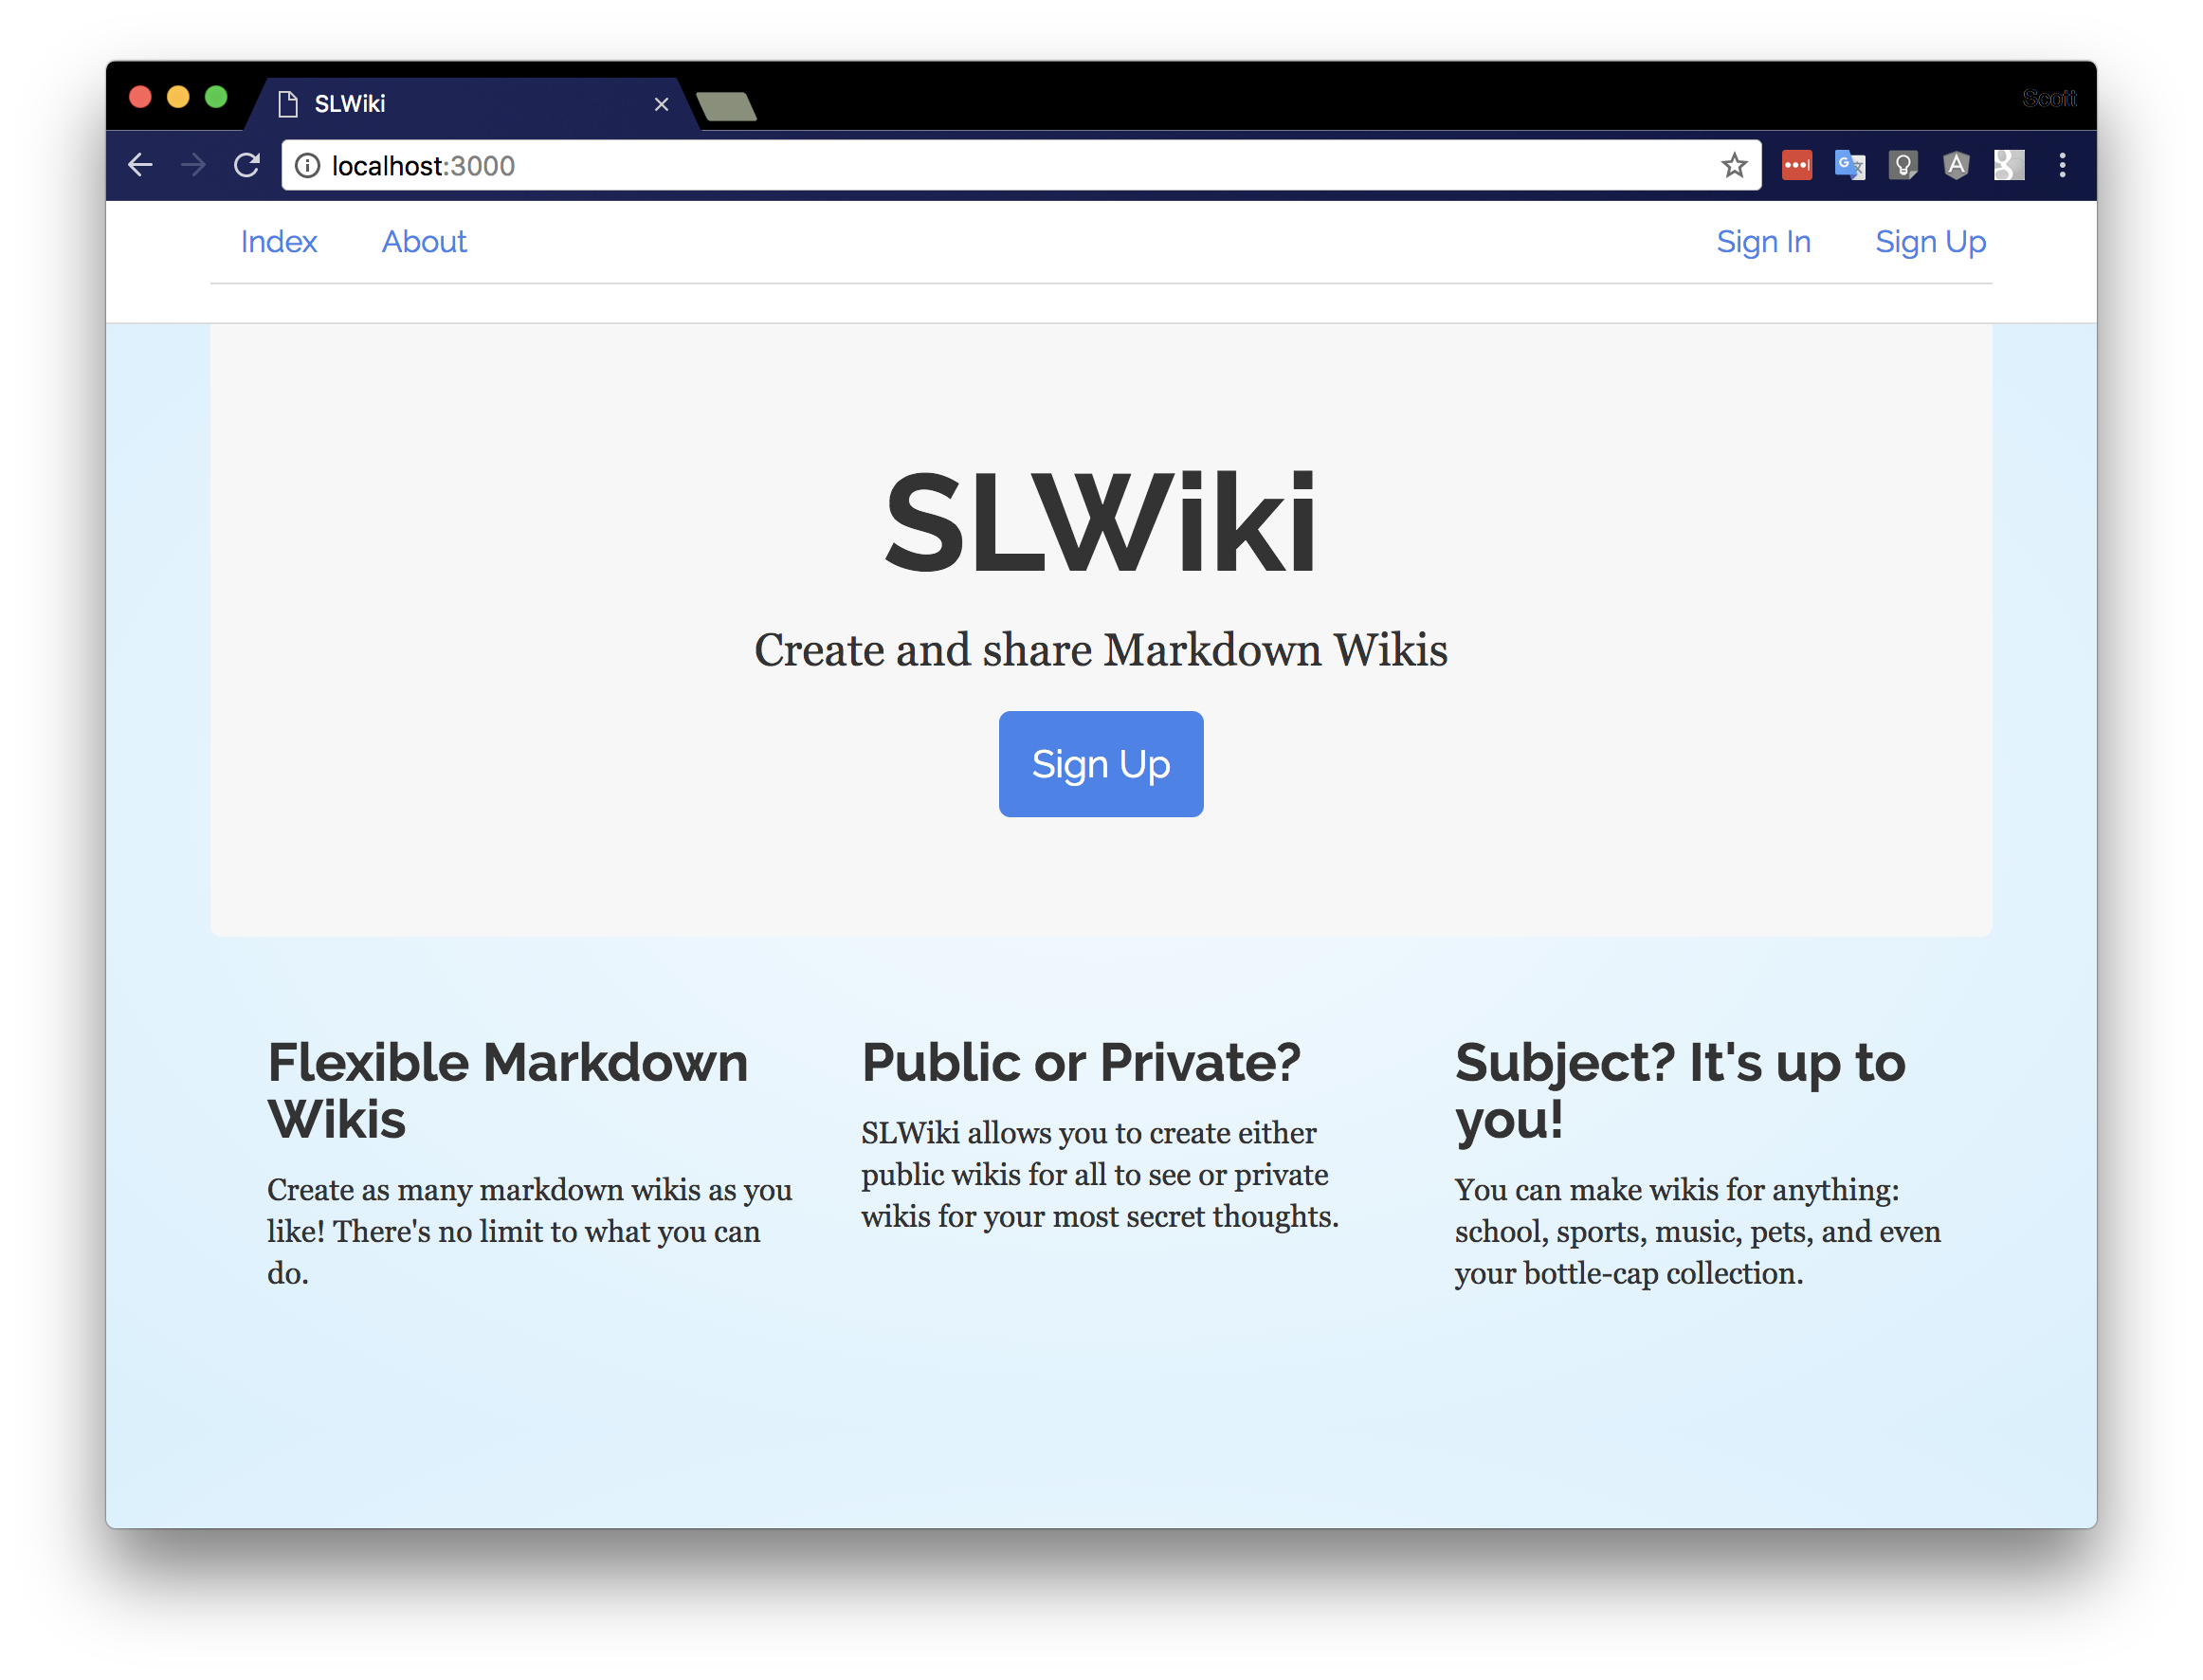 SLWiki
Scott
localhost:3000
Index About Sign In Sign Up
SLWiki
Create and share Markdown Wikis
Sign Up
Flexible Markdown
Wikis
Create as many markdown wikis as you
like! There's no limit to what you can
do.
Public or Private?
SLWiki allows you to create either
public wikis for all to see or private
wikis for your most secret thoughts.
Subject? It's up to
you!
You can make wikis for anything:
school, sports, music, pets, and even
your bottle-cap collection.